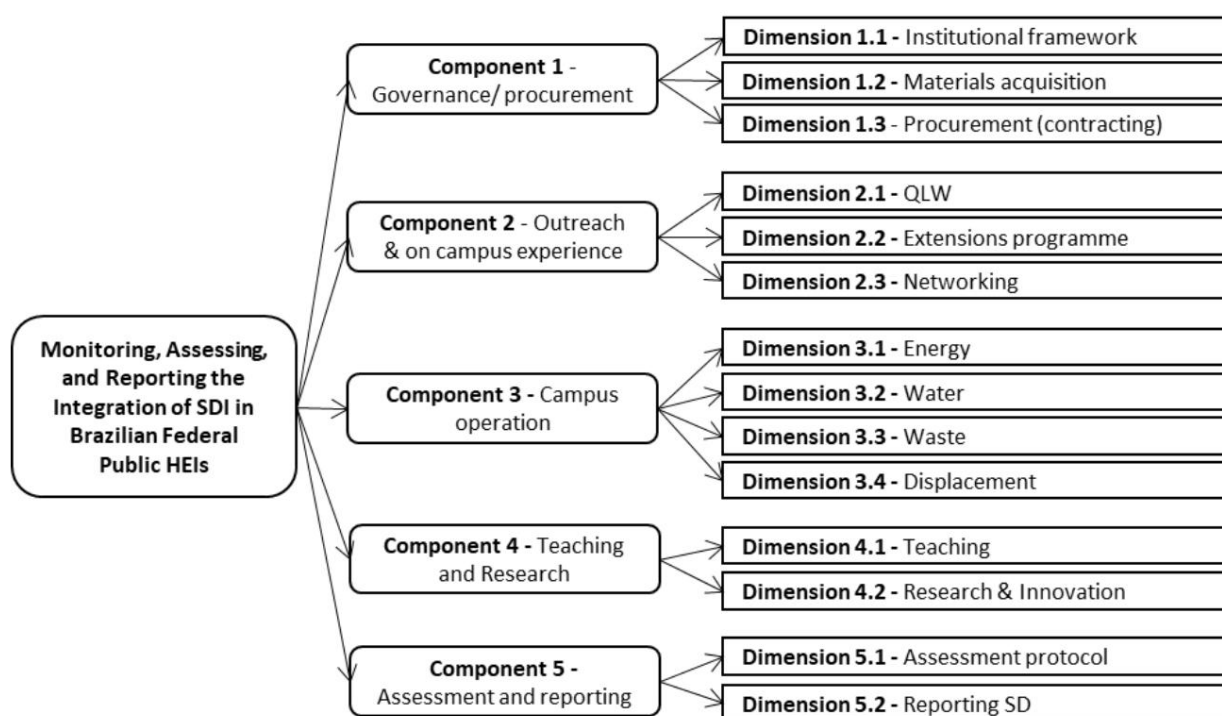 Monitoring, Assessing,
and Reporting the
Integration of SDI in
Brazilian Federal
Public HEIs
Component 1 -
Governance/ procurement
Dimension 1.1 - Institutional framework
Dimension 1.2 - Materials acquisition
Dimension 1.3 - Procurement (contracting)
Component 2 - Outreach
& on campus experience
Dimension 2.1 - QLW
Dimension 2.2 - Extensions programme
Dimension 2.3 - Networking
Component 3 - Campus
operation
Dimension 3.1 - Energy
Dimension 3.2 - Water
Dimension 3.3 - Waste
Dimension 3.4 - Displacement
Component 4 - Teaching
and Research
Dimension 4.1 - Teaching
Dimension 4.2 - Research & Innovation
Component 5 -
Assessment and reporting
Dimension 5.1 - Assessment protocol
Dimension 5.2 - Reporting SD